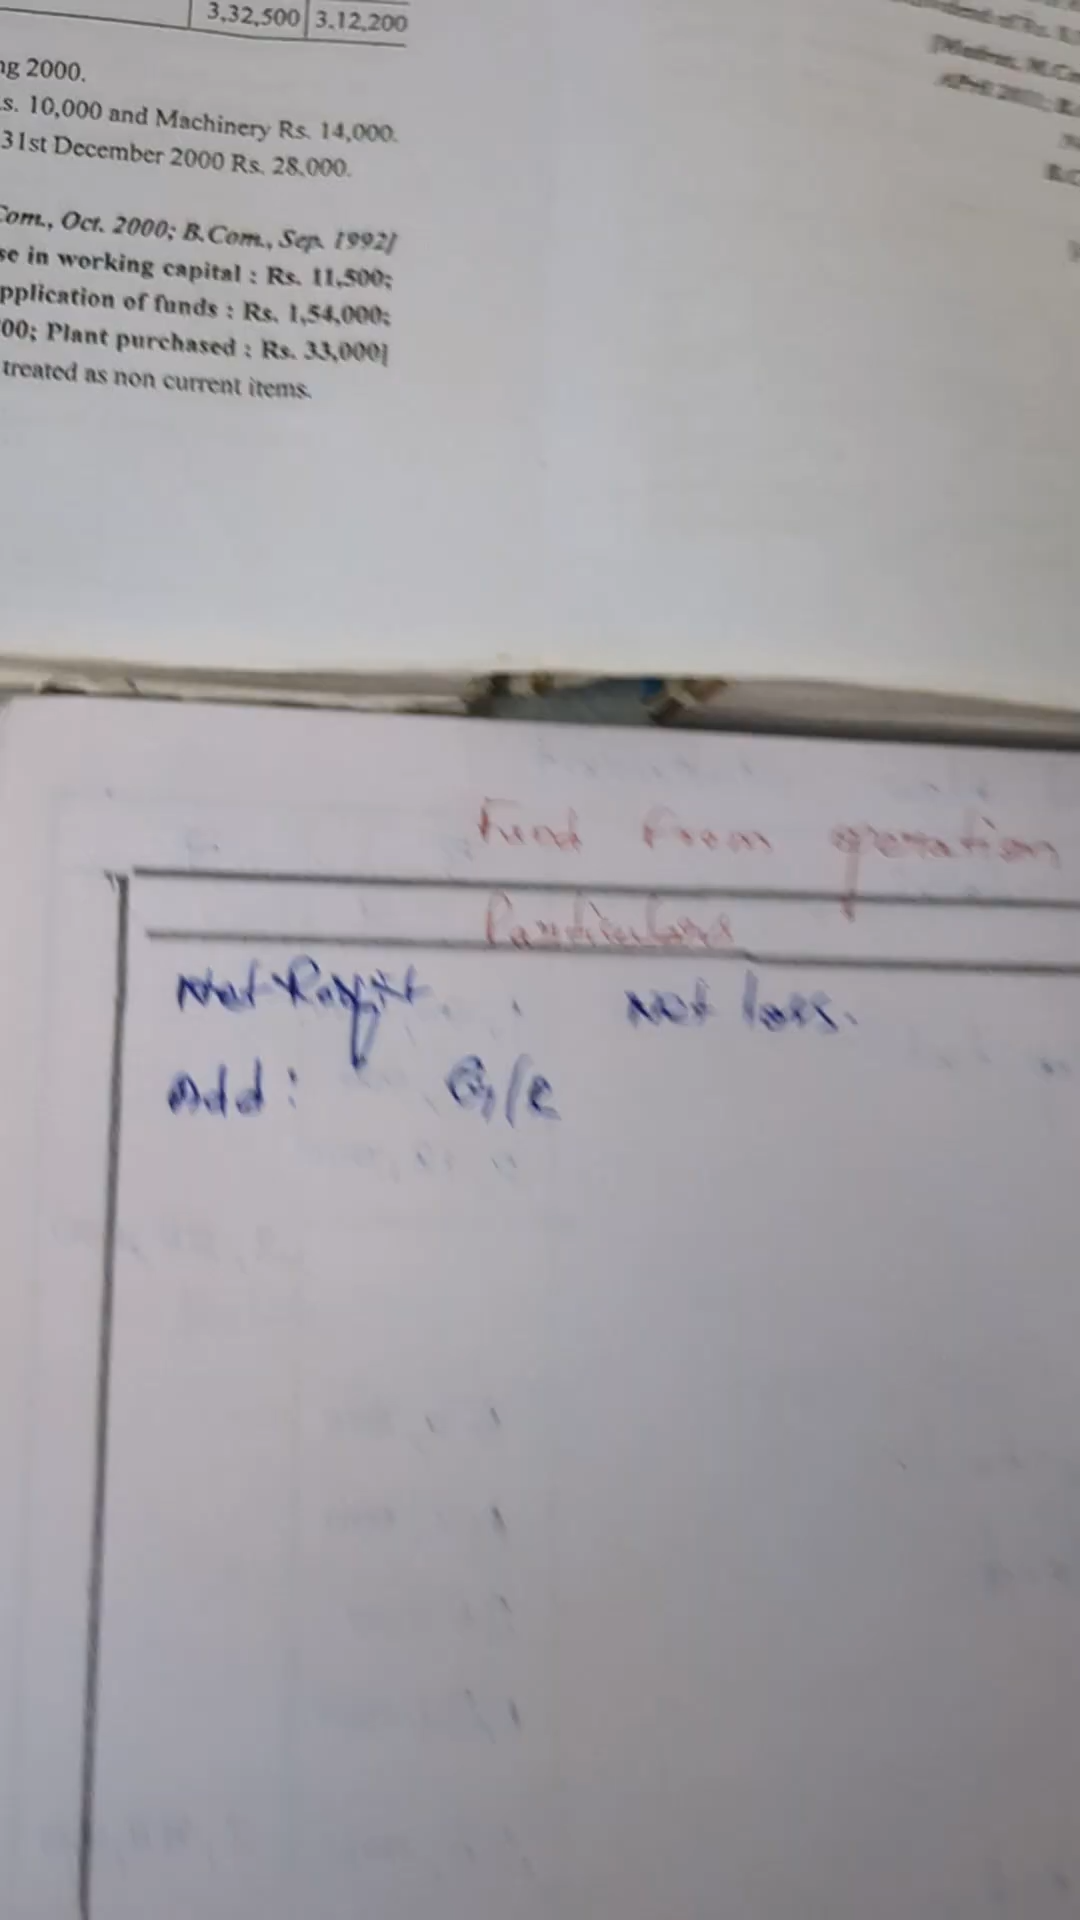 3,32,500 3,12,200
ng 2000.
s. 10,000 and Machinery Rs. 14,000.
31st December 2000 Rs. 28,000.
Com., Oct. 2000; B.Com., Sep. 1992]
se in working capital : Rs. 11,500;
pplication of funds : Rs. 1,54,000;
00; Plant purchased : Rs. 33,000]
treated as non current items.
Fund From operation
Particulars
Net Profit. Net loss.
Add: G/R